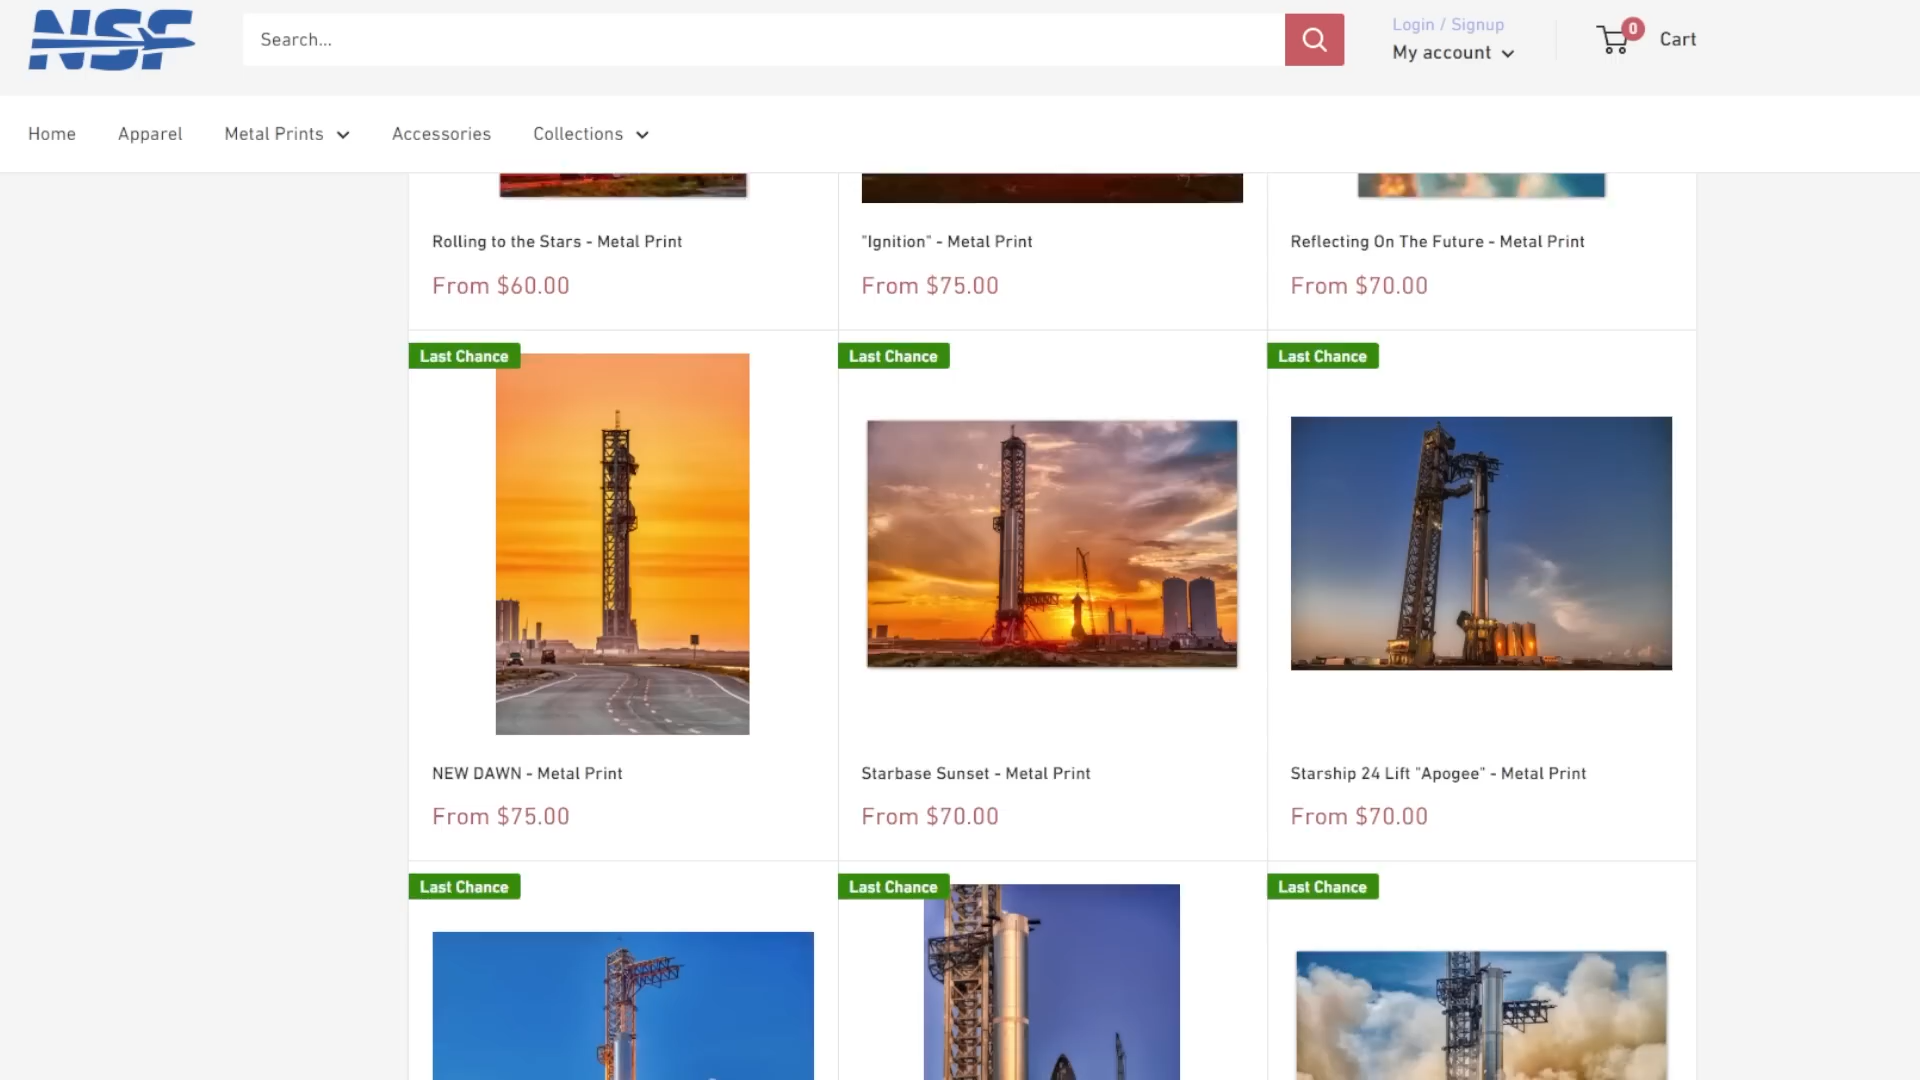 NSF
Search...
Login / Signup
My account
0
Cart
Home
Apparel
Metal Prints
Accessories
Collections
Rolling to the Stars - Metal Print
"Ignition" - Metal Print
Reflecting On The Future - Metal Print
From $60.00
From $75.00
From $70.00
Last Chance
Last Chance
Last Chance
NEW DAWN - Metal Print
Starbase Sunset - Metal Print
Starship 24 Lift "Apogee" - Metal Print
From $75.00
From $70.00
From $70.00
Last Chance
Last Chance
Last Chance